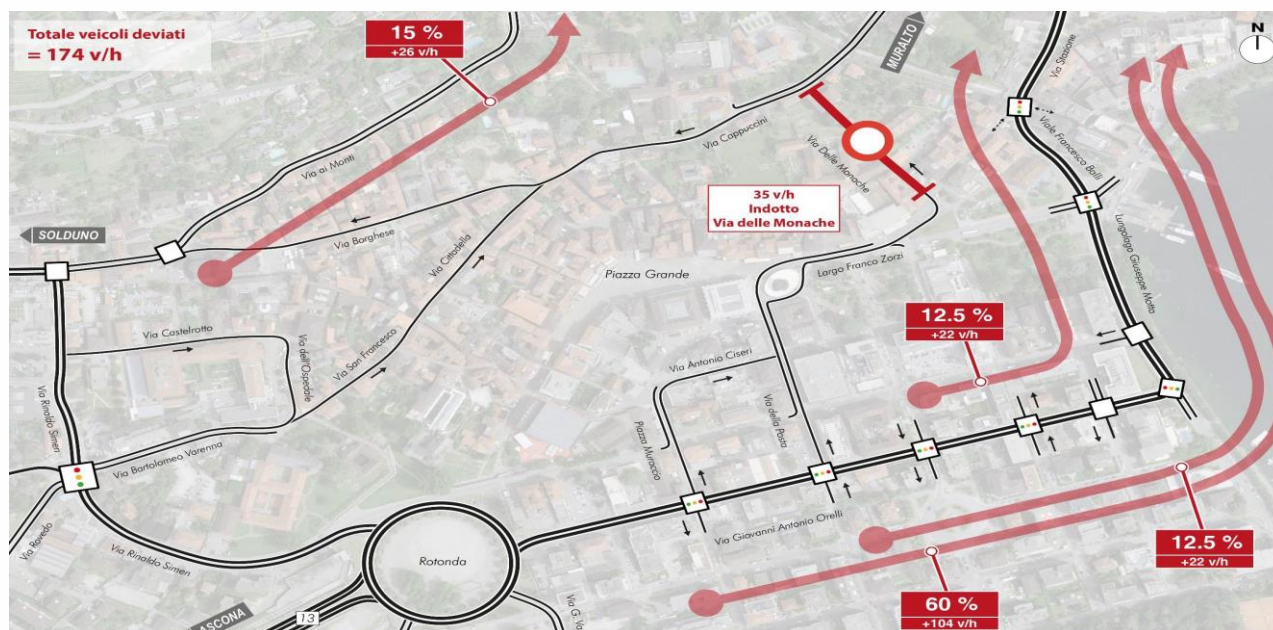 Totale veicoli deviati
= 174 v/h
15 %
+26 v/h
MURALTO
N
Via Stazione
Viale Francesco Balli
Via Cappuccini
Via Delle Monache
Via ai Monti
35 v/h
Indotto
Via delle Monache
SOLDUNO
Via Borghese
Via Cittadella
Piazza Grande
Largo Franco Zorzi
Lungolago Giuseppe Motta
12.5 %
+22 v/h
Via Castelrotto
Via dell'Ospedale
Via San Francesco
Via Antonio Ciseri
Via Rinaldo Simen
Via della Posta
Piazza Muraccio
Via Bartolomeo Varenna
Via Giovanni Antonio Orelli
Via Rovedo
Via Rinaldo Simen
Rotonda
12.5 %
+22 v/h
60 %
+104 v/h
ASCONA
13
Via G. Va